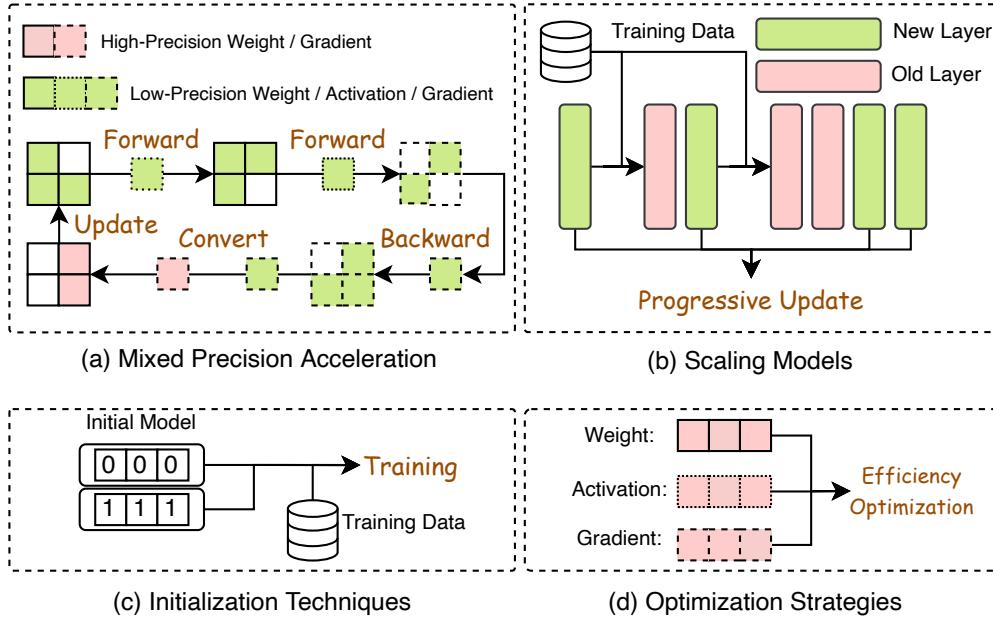 High-Precision Weight / Gradient
Low-Precision Weight / Activation / Gradient
Forward
Forward
Update
Convert
Backward
(a) Mixed Precision Acceleration
Training Data
New Layer
Old Layer
Progressive Update
(b) Scaling Models
Initial Model
0 0 0
1 1 1
Training
Training Data
(c) Initialization Techniques
Weight:
Activation:
Gradient:
Efficiency
Optimization
(d) Optimization Strategies